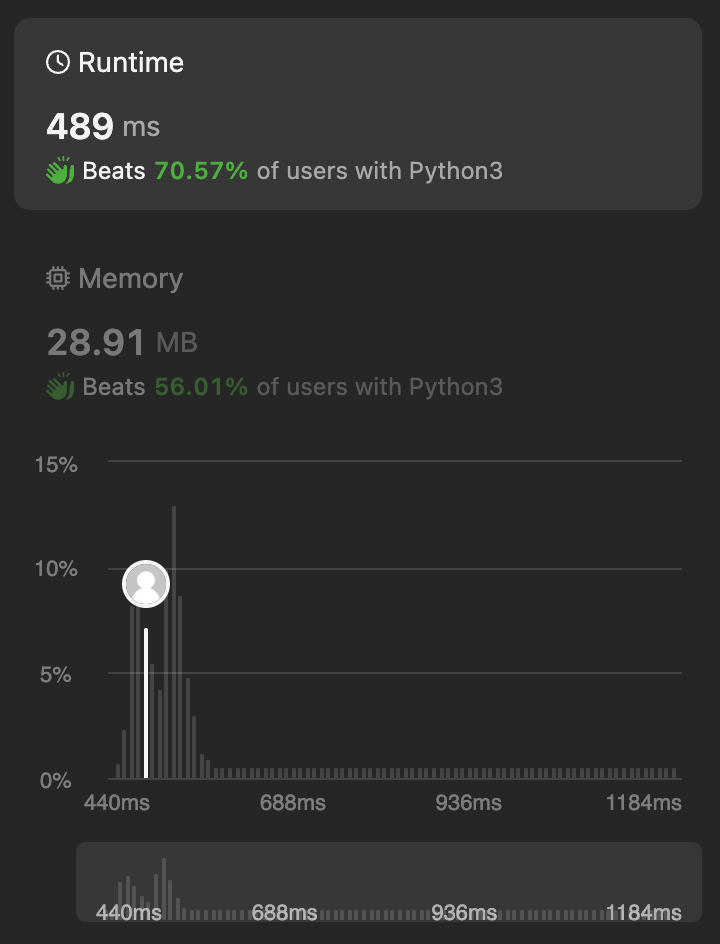 Runtime
489 ms
Beats 70.57% of users with Python3
Memory
28.91 MB
Beats 56.01% of users with Python3
15%
10%
5%
0%
440ms 688ms 936ms 1184ms
440ms 688ms 936ms 1184ms